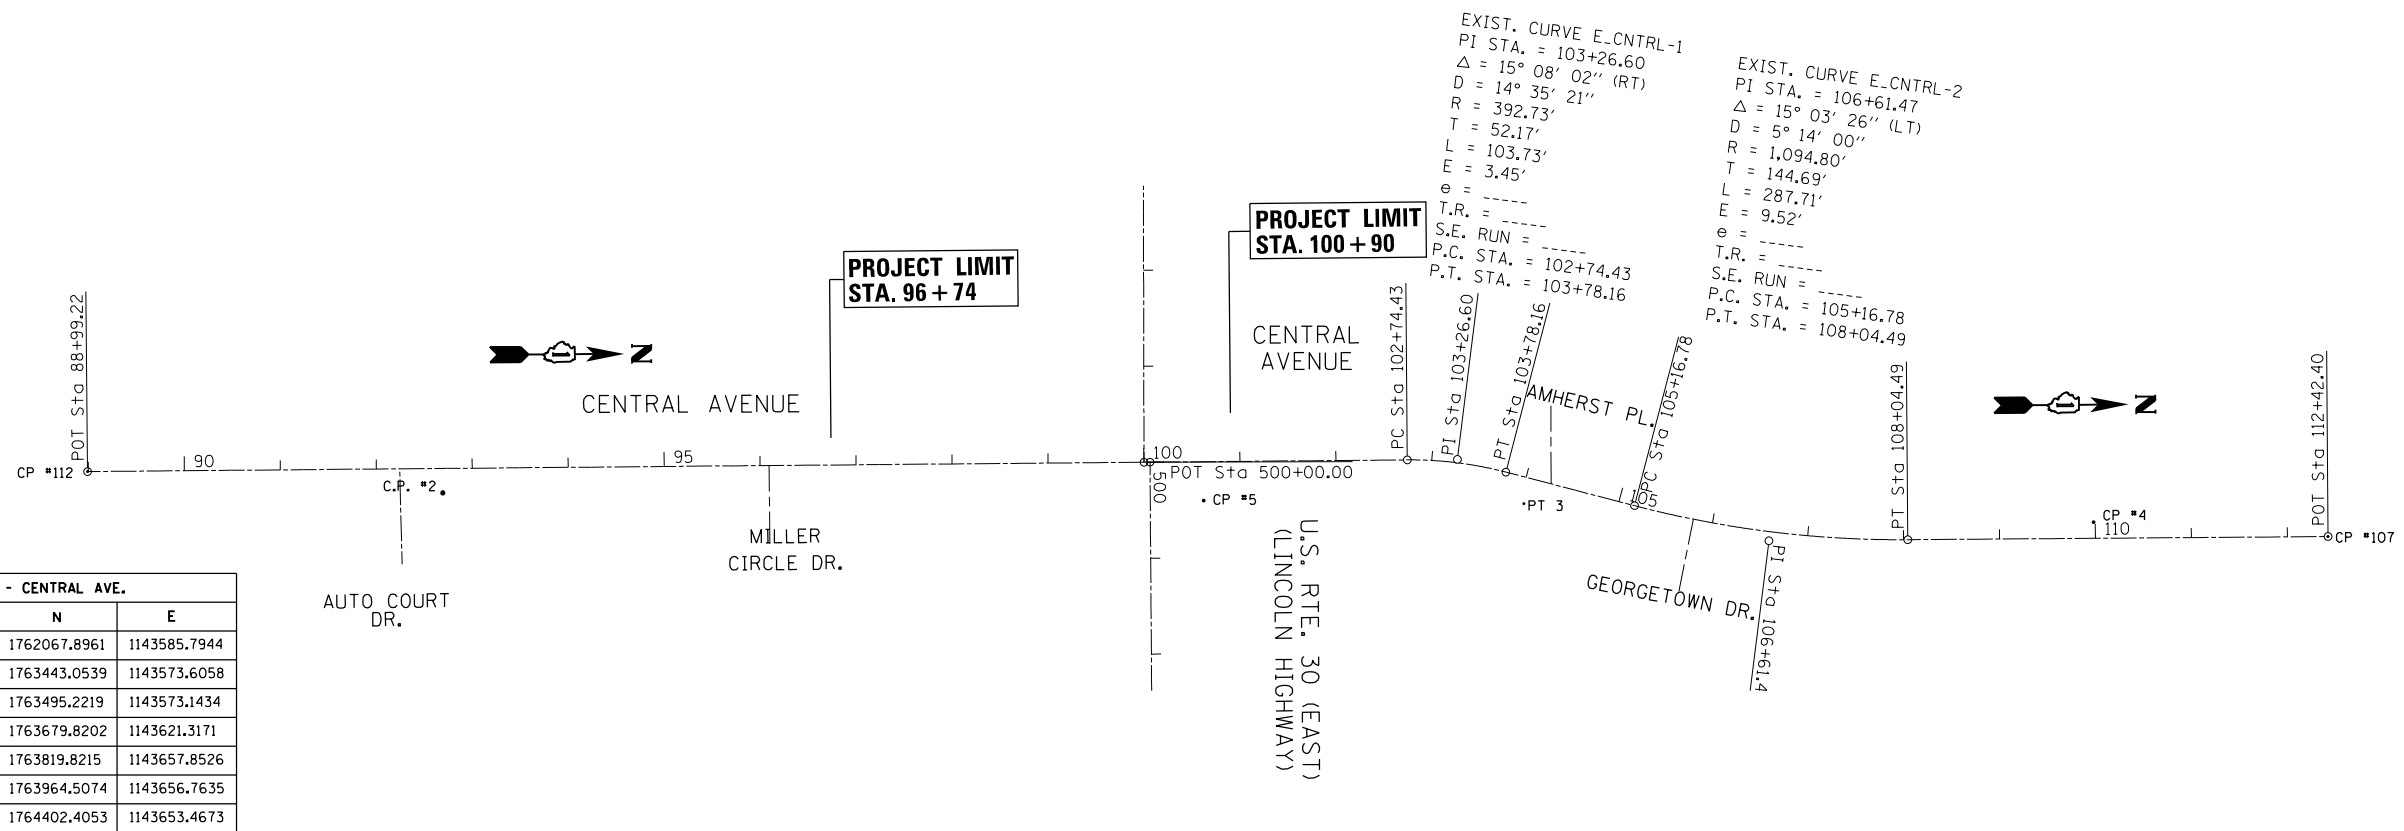 EXIST. CURVE E_CNTRL-1
PI STA. = 103+26.60
Δ = 15° 08' 02'' (RT)
D = 14° 35' 21''
R = 392.73'
T = 52.17'
L = 103.73'
E = 3.45'
e = -----
T.R. = -----
S.E. RUN = -----
P.C. STA. = 102+74.43
P.T. STA. = 103+78.16
EXIST. CURVE E_CNTRL-2
PI STA. = 106+61.47
Δ = 15° 03' 26'' (LT)
D = 5° 14' 00''
R = 1,094.80'
T = 144.69'
L = 287.71'
E = 9.52'
e = -----
T.R. = -----
S.E. RUN = -----
P.C. STA. = 105+16.78
P.T. STA. = 108+04.49
PROJECT LIMIT
STA. 96+74
PROJECT LIMIT
STA. 100+90
POT Sta 88+99.22
N
CENTRAL AVENUE
CENTRAL
AVENUE
PC Sta 102+74.43
PI Sta 103+26.60
PT Sta 103+78.16
AMHERST PL.
PC Sta 105+16.78
PT Sta 108+04.49
N
POT Sta 112+42.40
CP #112
90
C.P. #2
95
100
500
POT Sta 500+00.00
CP #5
PT 3
105
CP #4
110
CP #107
AUTO COURT
DR.
MILLER
CIRCLE DR.
U.S. RTE. 30 (EAST)
(LINCOLN HIGHWAY)
GEORGETOWN DR.
PI Sta 106+61.4
- CENTRAL AVE.
N E
1762067.8961 1143585.7944
1763443.0539 1143573.6058
1763495.2219 1143573.1434
1763679.8202 1143621.3171
1763819.8215 1143657.8526
1763964.5074 1143656.7635
1764402.4053 1143653.4673